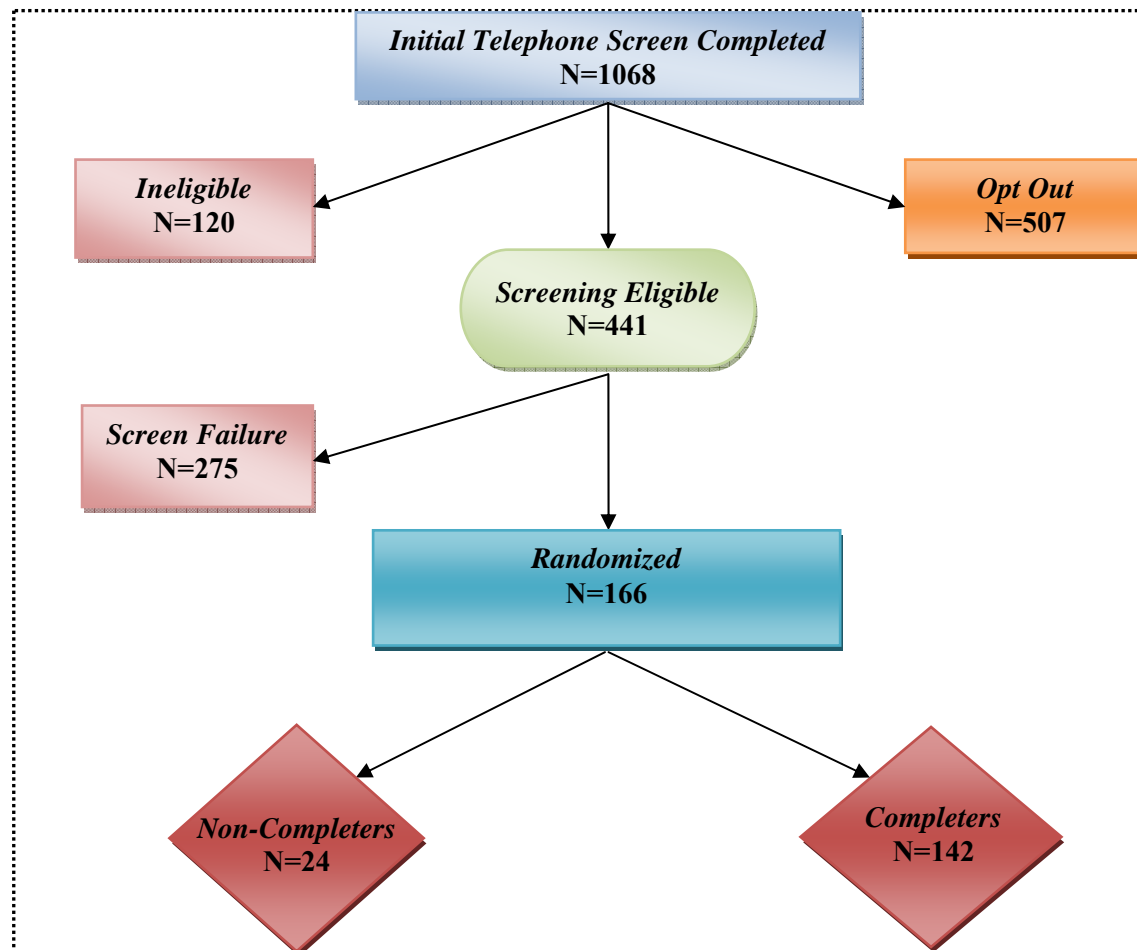 Initial Telephone Screen Completed
N=1068
Ineligible
N=120
Opt Out
N=507
Screening Eligible
N=441
Screen Failure
N=275
Randomized
N=166
Non-Completers
N=24
Completers
N=142